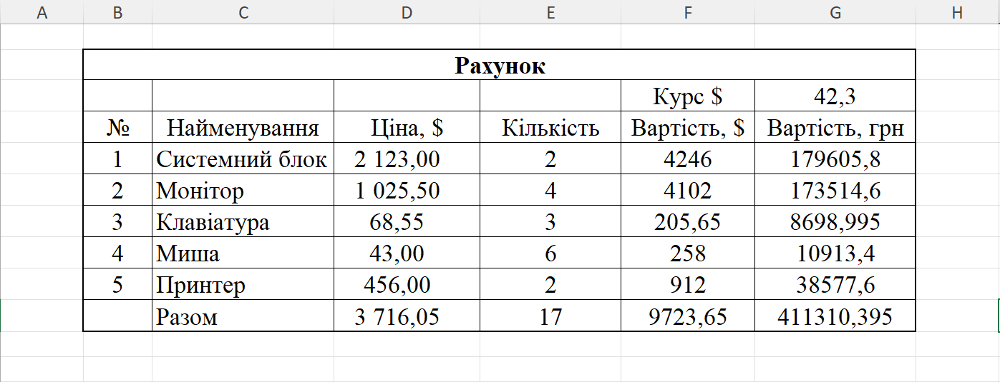 A B C D E F G H
Рахунок
Курс $ 42,3
№ Найменування Ціна, $ Кількість Вартість, $ Вартість, грн
1 Системний блок 2 123,00 2 4246 179605,8
2 Монітор 1 025,50 4 4102 173514,6
3 Клавіатура 68,55 3 205,65 8698,995
4 Миша 43,00 6 258 10913,4
5 Принтер 456,00 2 912 38577,6
Разом 3 716,05 17 9723,65 411310,395